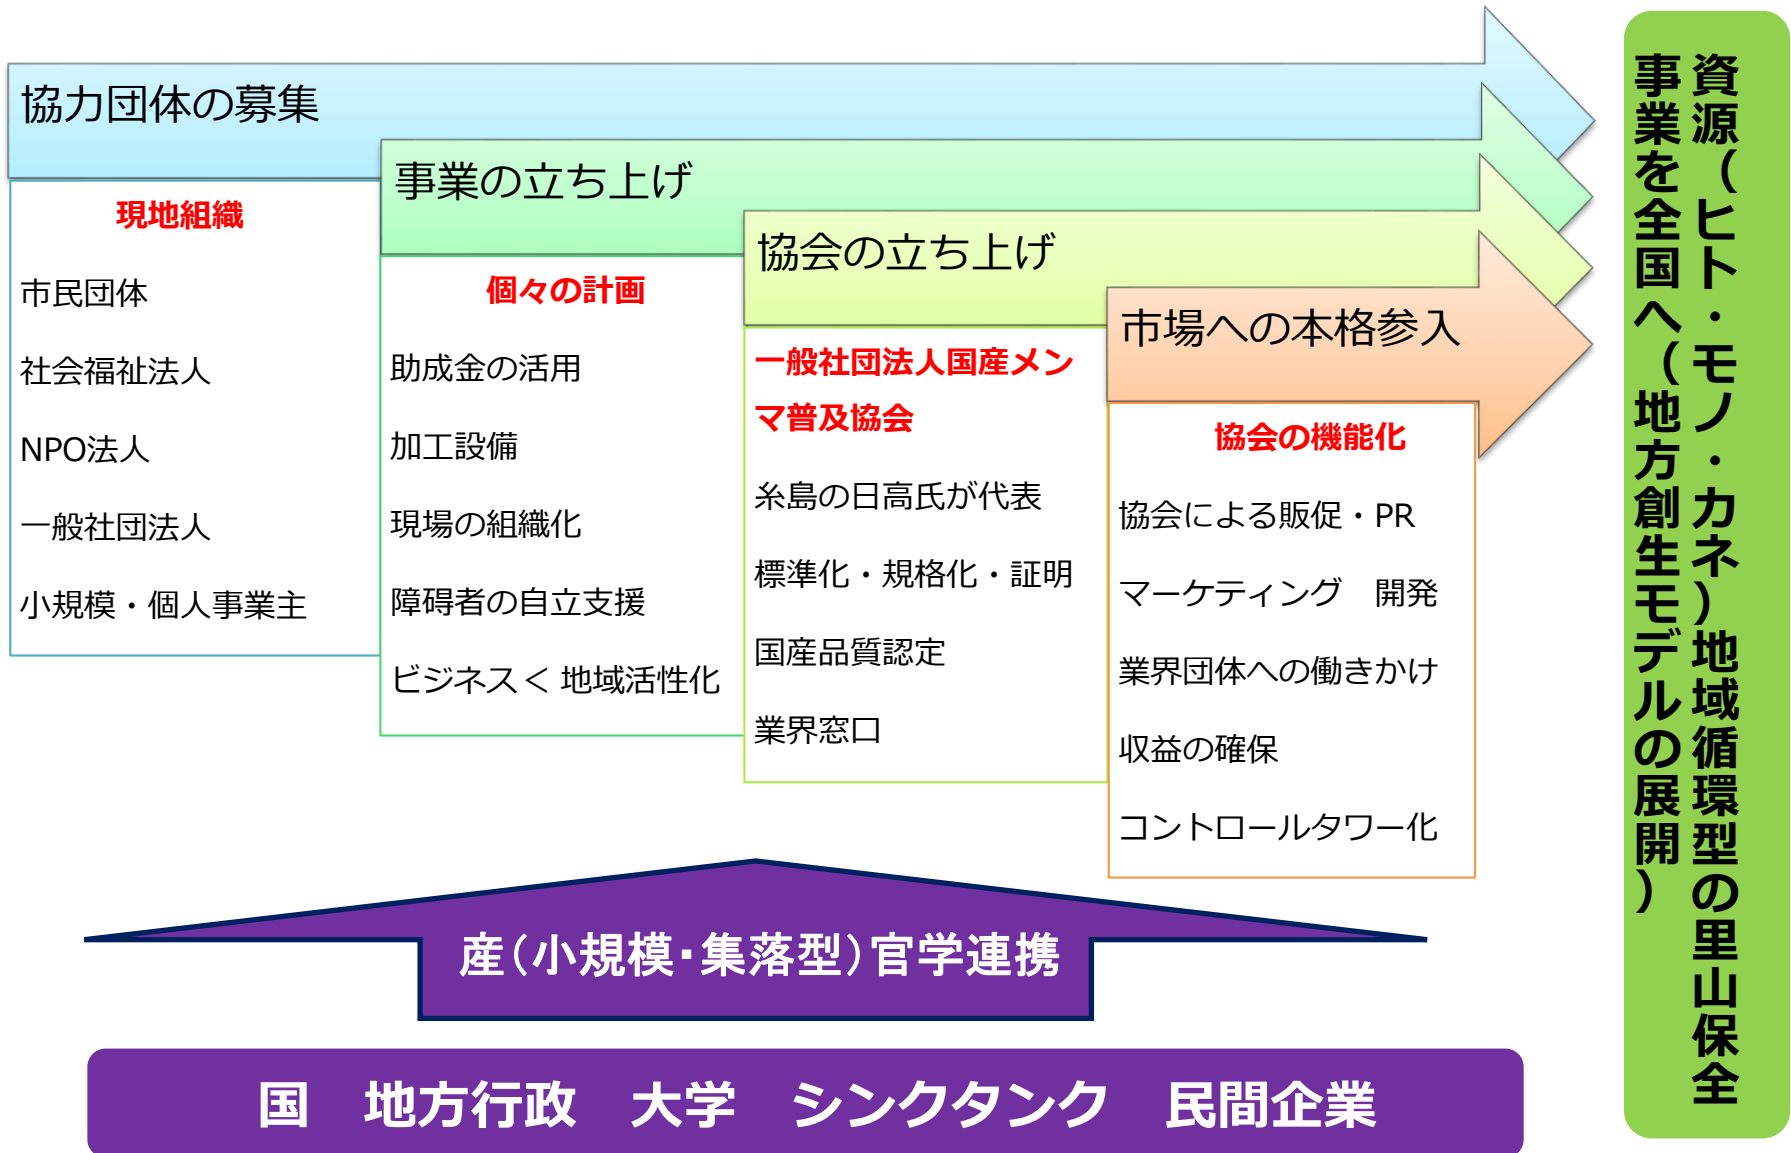 協力団体の募集
現地組織
市民団体
社会福祉法人
NPO法人
一般社団法人
小規模・個人事業主
事業の立ち上げ
個々の計画
助成金の活用
加工設備
現場の組織化
障碍者の自立支援
ビジネス＜地域活性化
協会の立ち上げ
一般社団法人国産メン
マ普及協会
糸島の日高氏が代表
標準化・規格化・証明
国産品質認定
業界窓口
市場への本格参入
協会の機能化
協会による販促・PR
マーケティング　開発
業界団体への働きかけ
収益の確保
コントロールタワー化
資源（ヒト・モノ・カネ）地域循環型の里山保全
事業を全国へ（地方創生モデルの展開）
産（小規模・集落型）官学連携
国　地方行政　大学　シンクタンク　民間企業